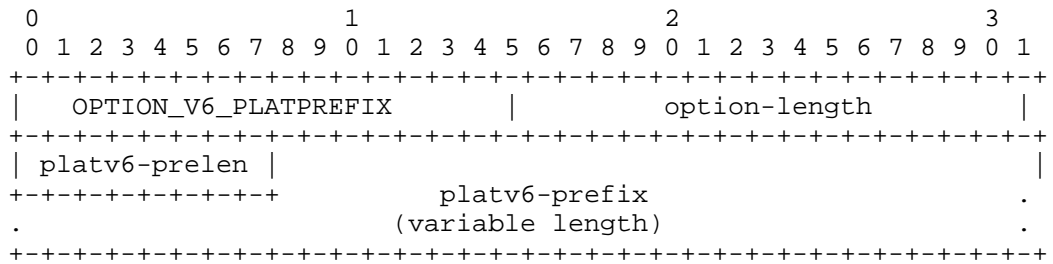 0                   1                   2                   3
 0 1 2 3 4 5 6 7 8 9 0 1 2 3 4 5 6 7 8 9 0 1 2 3 4 5 6 7 8 9 0 1
+-+-+-+-+-+-+-+-+-+-+-+-+-+-+-+-+-+-+-+-+-+-+-+-+-+-+-+-+-+-+-+-+
|   OPTION_V6_PLATPREFIX       |         option-length         |
+-+-+-+-+-+-+-+-+-+-+-+-+-+-+-+-+-+-+-+-+-+-+-+-+-+-+-+-+-+-+-+-+
| platv6-prelen |                                               |
+-+-+-+-+-+-+-+-+          platv6-prefix                       .
.                       (variable length)                      .
+-+-+-+-+-+-+-+-+-+-+-+-+-+-+-+-+-+-+-+-+-+-+-+-+-+-+-+-+-+-+-+-+